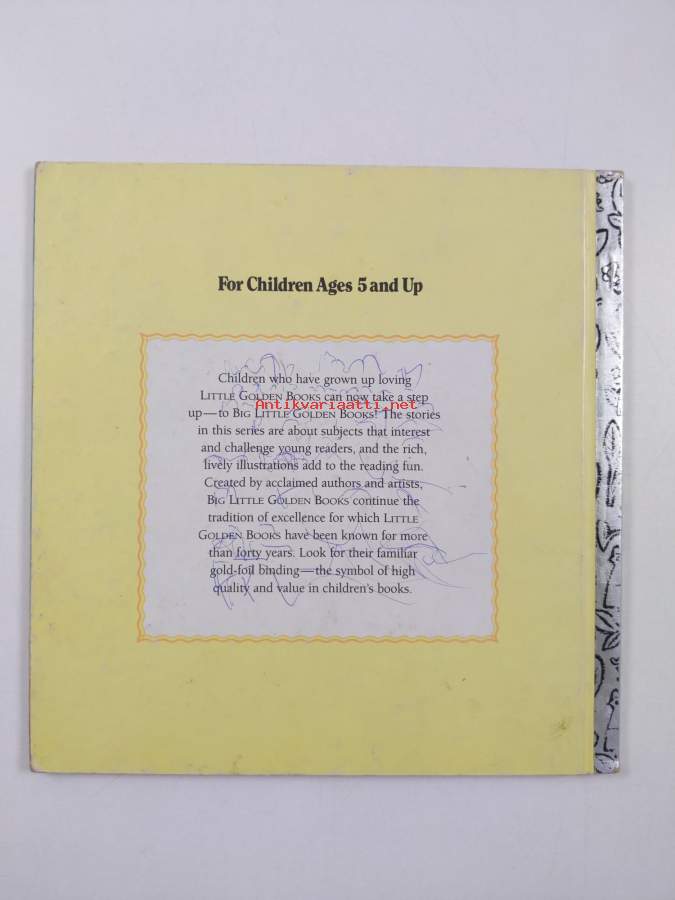 For Children Ages 5 and Up
Children who have grown up loving
LITTLE GOLDEN BOOKS can now take a step
Antikvariaatti.net
up—to BIG LITTLE GOLDEN BOOKS! The stories
in this series are about subjects that interest
and challenge young readers, and the rich,
lively illustrations add to the reading fun.
Created by acclaimed authors and artists,
BIG LITTLE GOLDEN BOOKS continue the
tradition of excellence for which LITTLE
GOLDEN BOOKS have been known for more
than forty years. Look for their familiar
gold-foil binding—the symbol of high
quality and value in children's books.